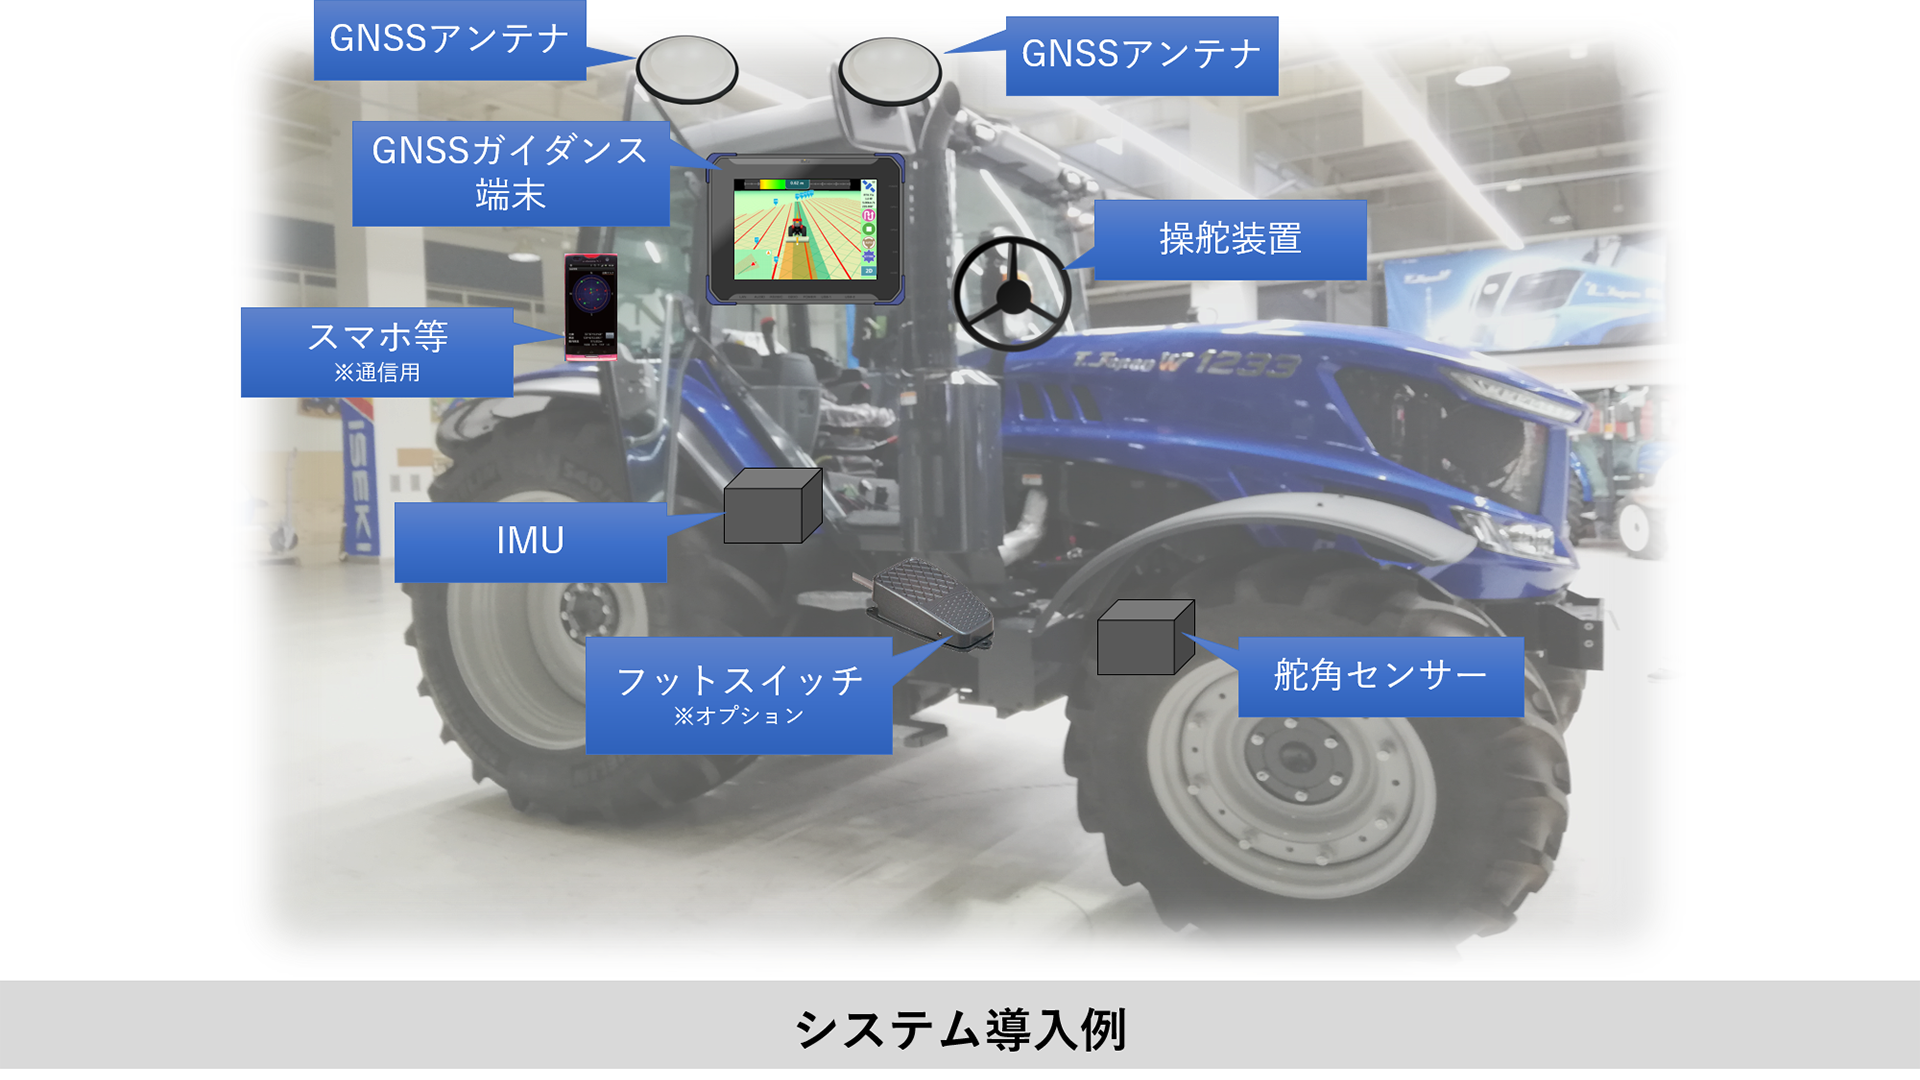 GNSSアンテナ
GNSSアンテナ
GNSSガイダンス
端末
操舵装置
スマホ等
※通信用
T.Japan W 1233
ISEKI
IMU
フットスイッチ
※オプション
舵角センサー
2D
システム導入例